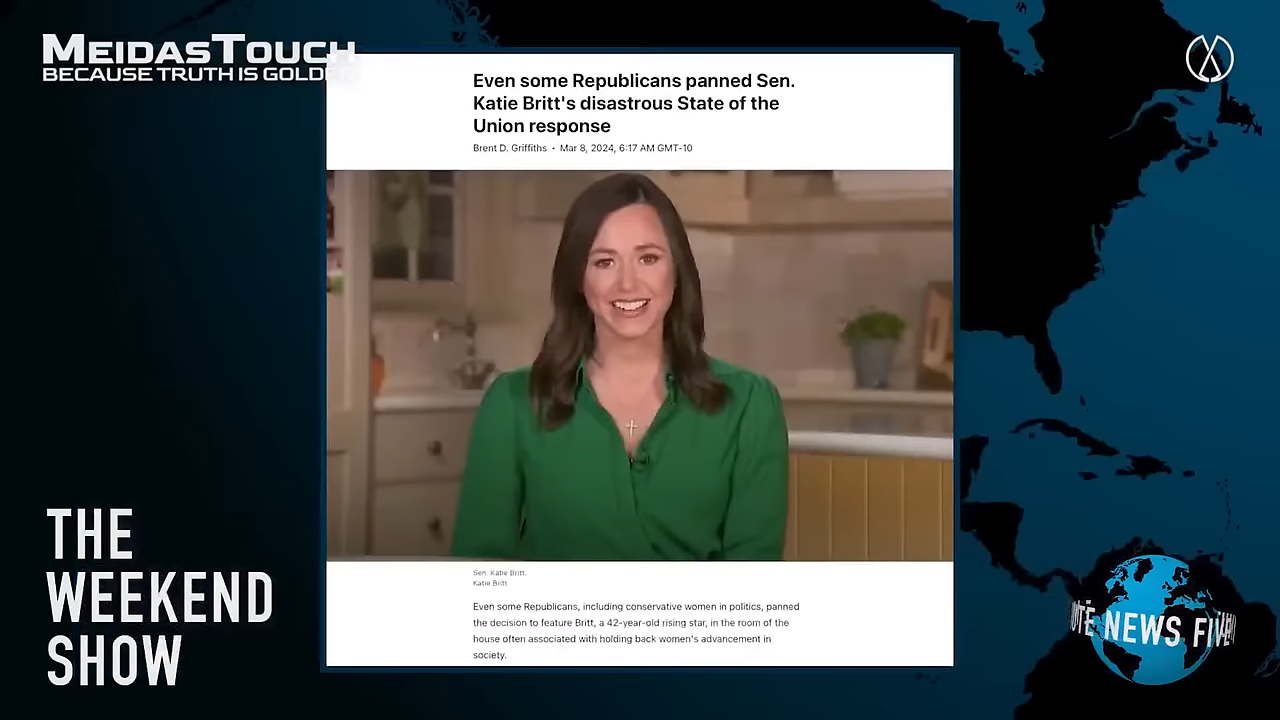 MEIDASTOUCH
BECAUSE TRUTH IS GOLDE
Even some Republicans panned Sen.
Katie Britt's disastrous State of the
Union response
Brent D. Griffiths • Mar 8, 2024, 6:17 AM GMT-10
Sen. Katie Britt.
Katie Britt
Even some Republicans, including conservative women in politics, panned
the decision to feature Britt, a 42-year-old rising star, in the room of the
house often associated with holding back women's advancement in
society.
THE
WEEKEND
SHOW
NEWS